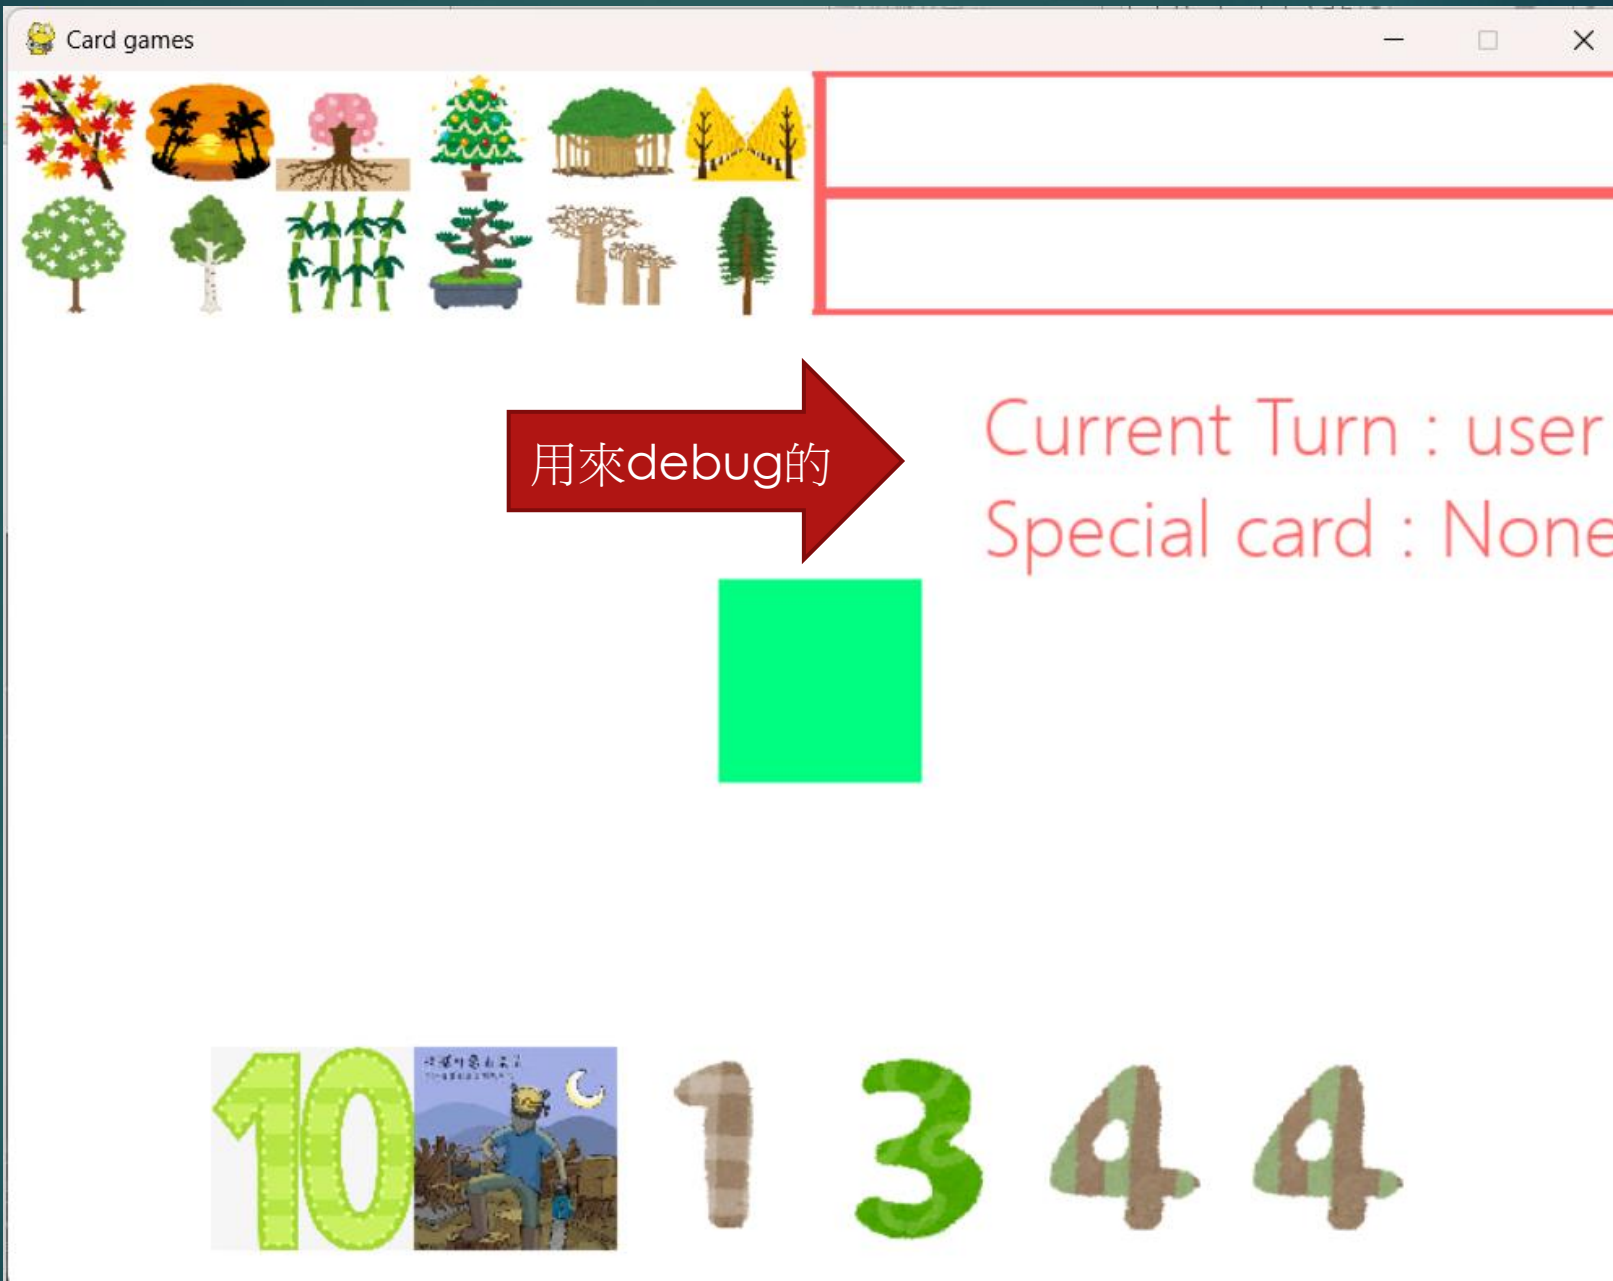 Card games
用來debug的
Current Turn : user
Special card : None
10 1 3 4 4